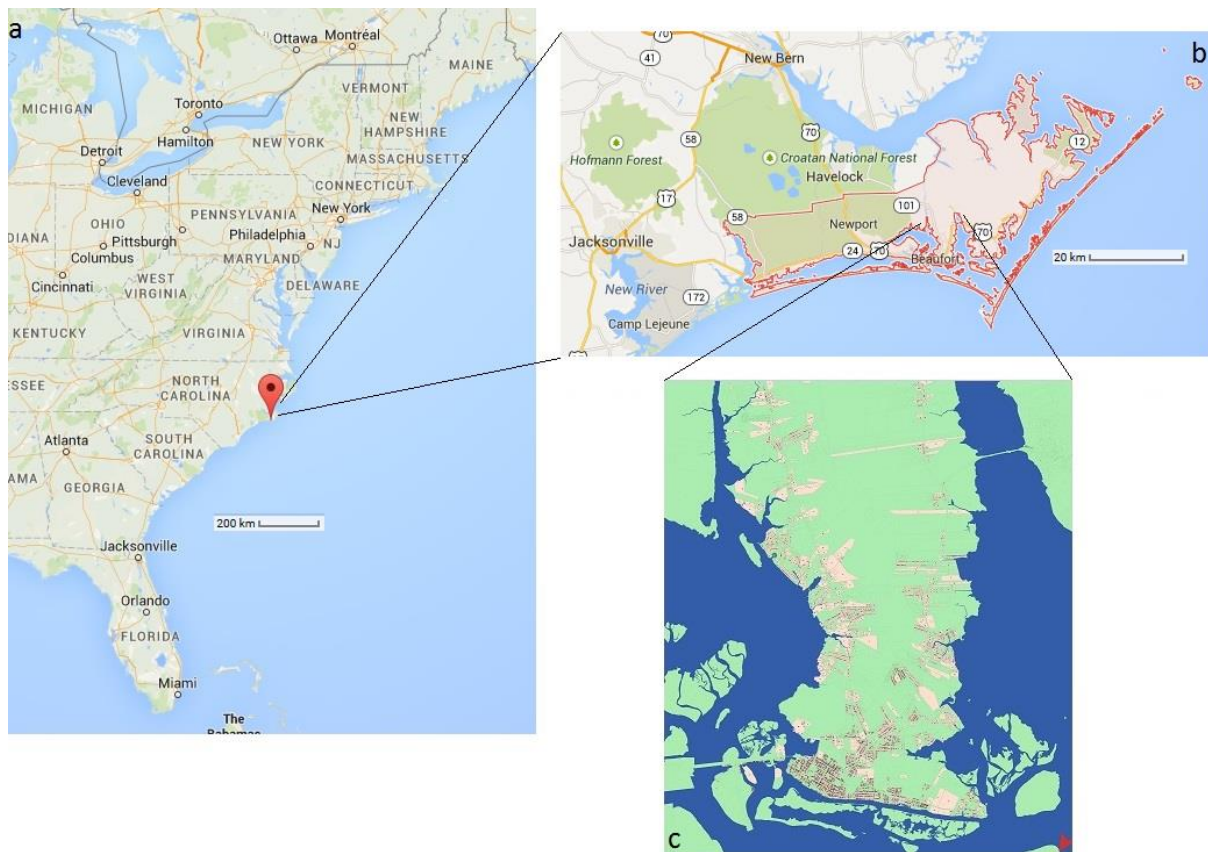 a
Ottawa
Montréal
MAINE
MICHIGAN
Toronto
VERMONT
NEW
HAMPSHIRE
Hamilton
NEW YORK
MASSACHUSETTS
Detroit
CONNECTICUT
Cleveland
New York
PENNSYLVANIA
OHIO
Pittsburgh
Philadelphia
NJ
DIANA
Columbus
MARYLAND
WEST
VIRGINIA
DELAWARE
Cincinnati
KENTUCKY
VIRGINIA
ESSEE
NORTH
CAROLINA
Atlanta
SOUTH
CAROLINA
AMA
GEORGIA
200 km
Jacksonville
Orlando
FLORIDA
Miami
The
Bahamas
b
70
41
New Bern
58
70
Hofmann Forest
Croatan National Forest
Havelock
12
17
58
101
Newport
70
Jacksonville
24
70
Beaufort
20 km
New River
172
Camp Lejeune
c